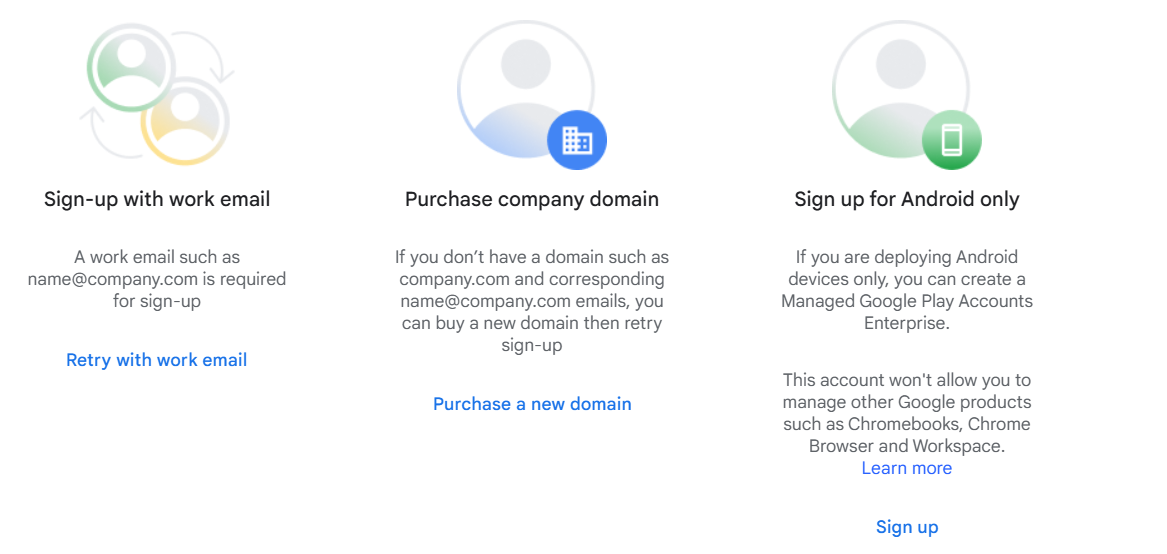 Sign-up with work email
A work email such as
name@company.com is required
for sign-up
Retry with work email
Purchase company domain
If you don’t have a domain such as
company.com and corresponding
name@company.com emails, you
can buy a new domain then retry
sign-up
Purchase a new domain
Sign up for Android only
If you are deploying Android
devices only, you can create a
Managed Google Play Accounts
Enterprise.
This account won't allow you to
manage other Google products
such as Chromebooks, Chrome
Browser and Workspace.
Learn more
Sign up